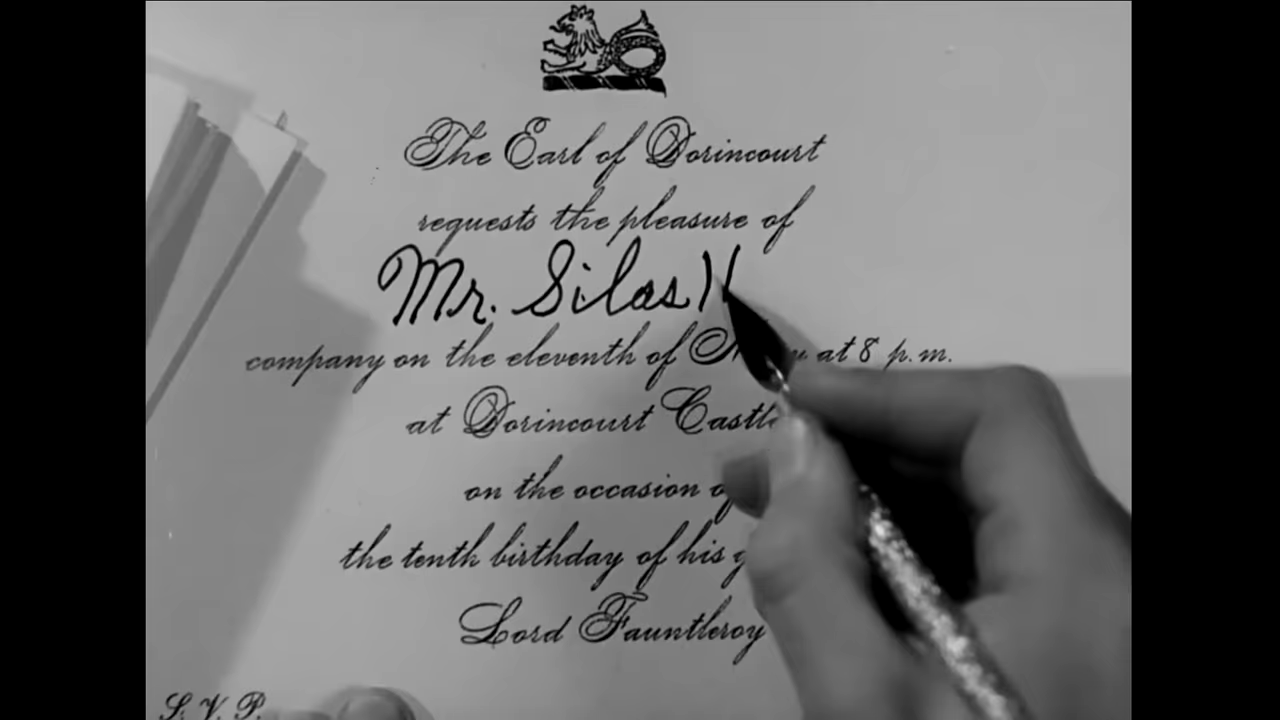 The Earl of Dorincourt
requests the pleasure of
Mr. Silas
company on the eleventh of at 8 p.m.
at Dorincourt
on the occasion
the tenth birthday of his
Lord Fauntleroy
S. V. P.